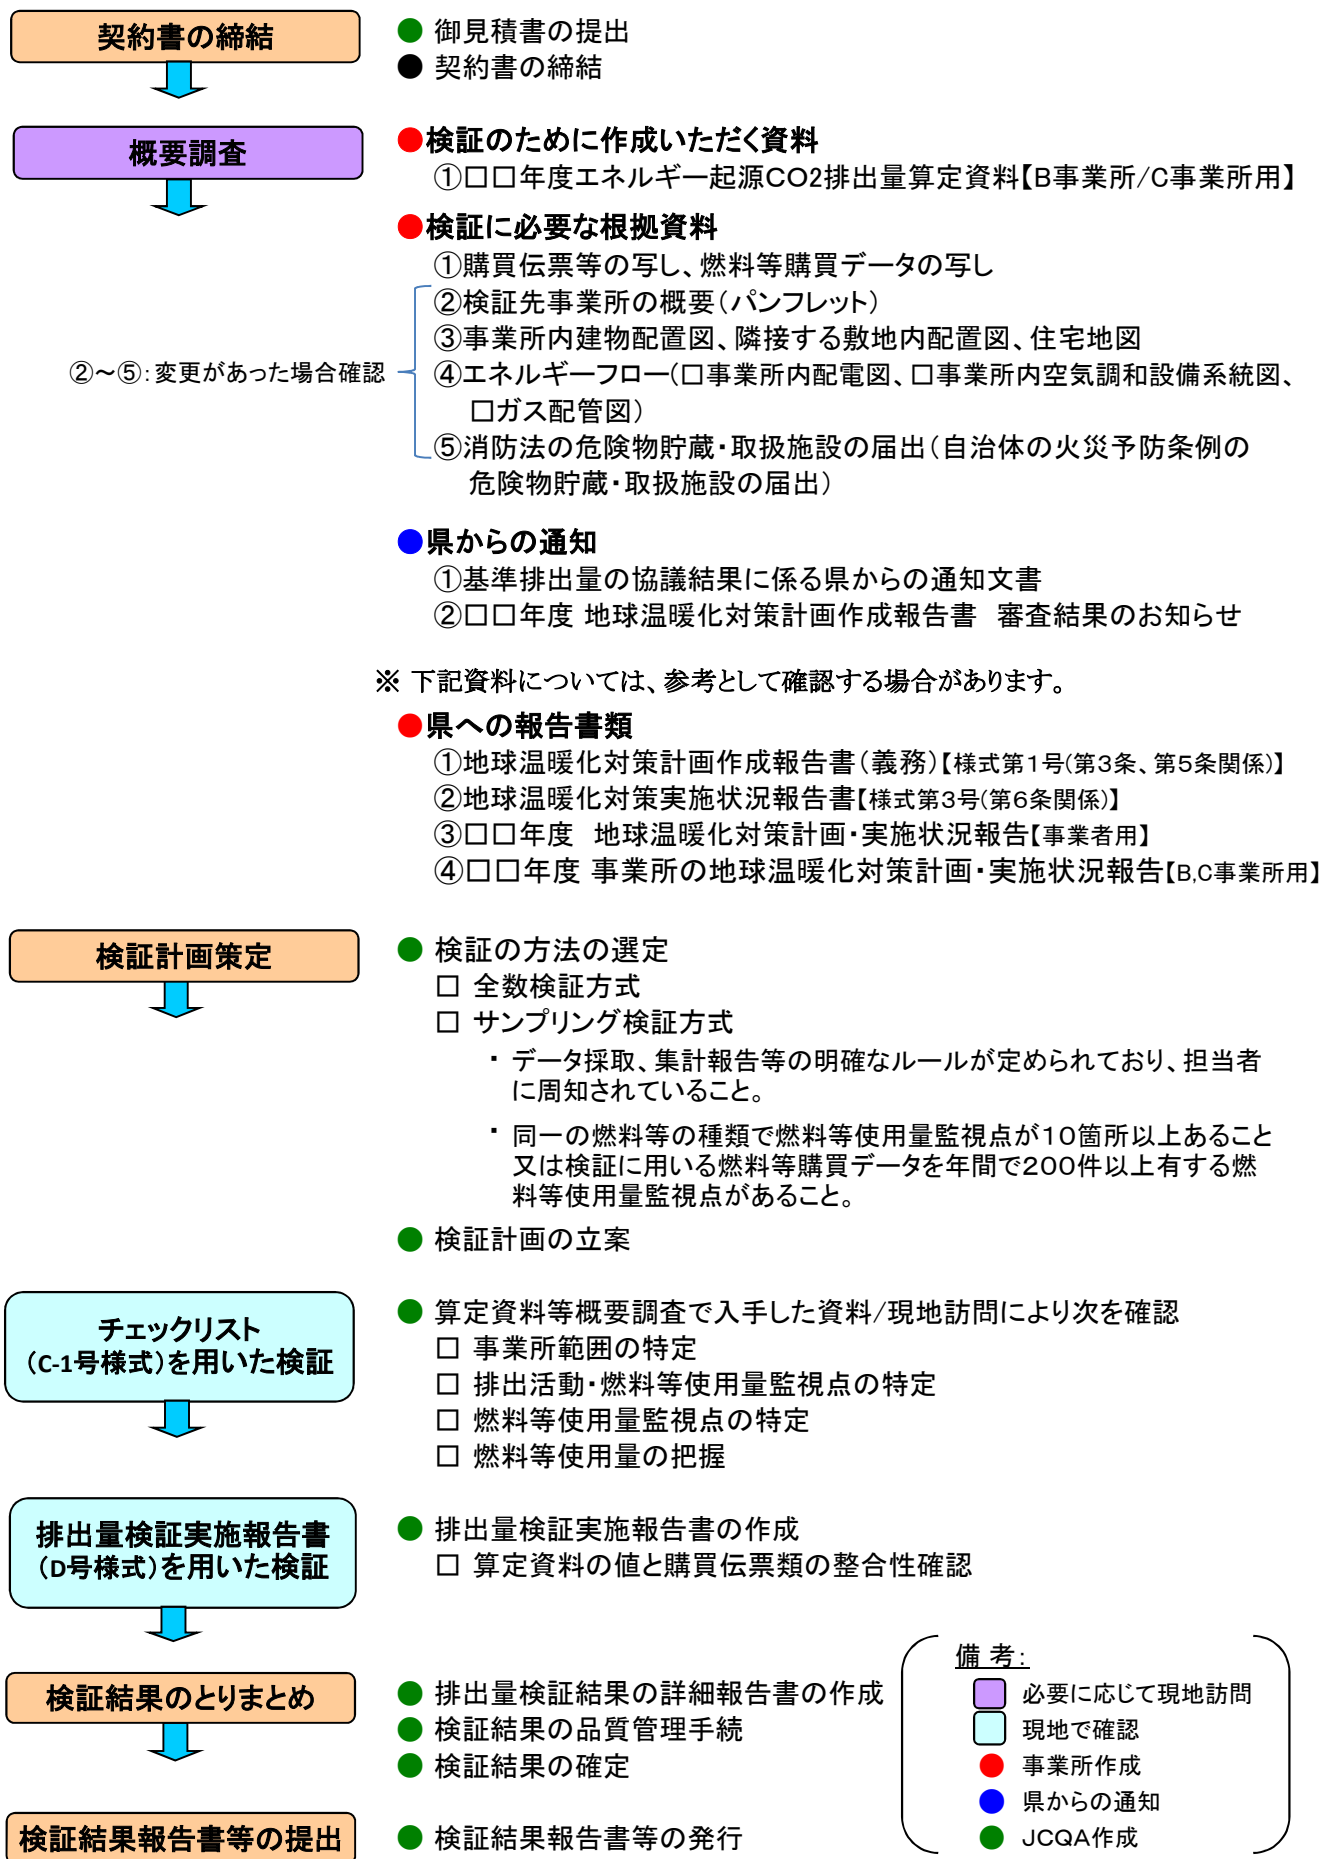 契約書の締結
● 御見積書の提出
● 契約書の締結
概要調査
●検証のために作成いただく資料
①□□年度エネルギー起源CO2排出量算定資料【B事業所/C事業所用】
●検証に必要な根拠資料
①購買伝票等の写し、燃料等購買データの写し
②検証先事業所の概要（パンフレット）
③事業所内建物配置図、隣接する敷地内配置図、住宅地図
②～⑤：変更があった場合確認
④エネルギーフロー(□事業所内配電図、□事業所内空気調和設備系統図、
□ガス配管図）
⑤消防法の危険物貯蔵・取扱施設の届出（自治体の火災予防条例の
危険物貯蔵・取扱施設の届出）
●県からの通知
①基準排出量の協議結果に係る県からの通知文書
②□□年度 地球温暖化対策計画作成報告書　審査結果のお知らせ
※ 下記資料については、参考として確認する場合があります。
●県への報告書類
①地球温暖化対策計画作成報告書（義務）【様式第１号(第３条、第５条関係)】
②地球温暖化対策実施状況報告書【様式第３号(第６条関係)】
③□□年度　地球温暖化対策計画・実施状況報告【事業者用】
④□□年度 事業所の地球温暖化対策計画・実施状況報告【B,C事業所用】
検証計画策定
● 検証の方法の選定
□ 全数検証方式
□ サンプリング検証方式
・ データ採取、集計報告等の明確なルールが定められており、担当者
に周知されていること。
・ 同一の燃料等の種類で燃料等使用量監視点が１０箇所以上あること
又は検証に用いる燃料等購買データを年間で２００件以上有する燃
料等使用量監視点があること。
● 検証計画の立案
チェックリスト
（C-1号様式）を用いた検証
● 算定資料等概要調査で入手した資料/現地訪問により次を確認
□ 事業所範囲の特定
□ 排出活動・燃料等使用量監視点の特定
□ 燃料等使用量監視点の特定
□ 燃料等使用量の把握
排出量検証実施報告書
（D号様式）を用いた検証
● 排出量検証実施報告書の作成
□ 算定資料の値と購買伝票類の整合性確認
検証結果のとりまとめ
● 排出量検証結果の詳細報告書の作成
● 検証結果の品質管理手続
● 検証結果の確定
備 考：
必要に応じて現地訪問
現地で確認
● 事業所作成
● 県からの通知
● JCQA作成
検証結果報告書等の提出
● 検証結果報告書等の発行